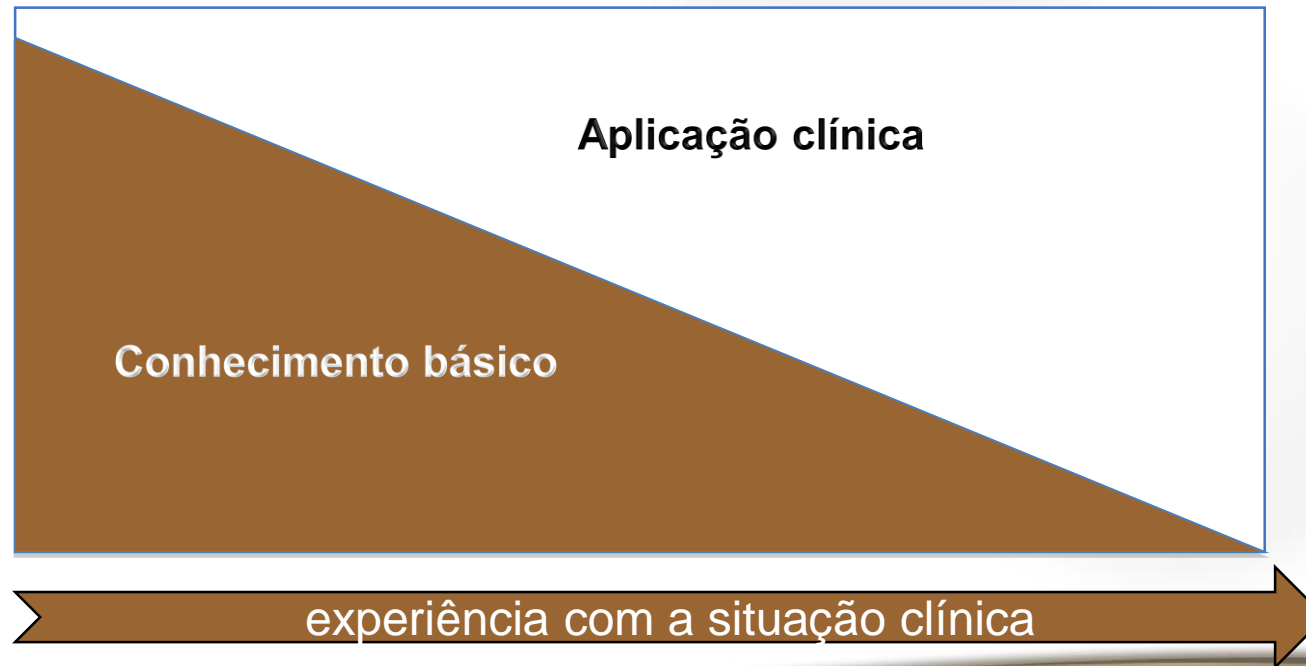 Aplicação clínica
Conhecimento básico
experiência com a situação clínica